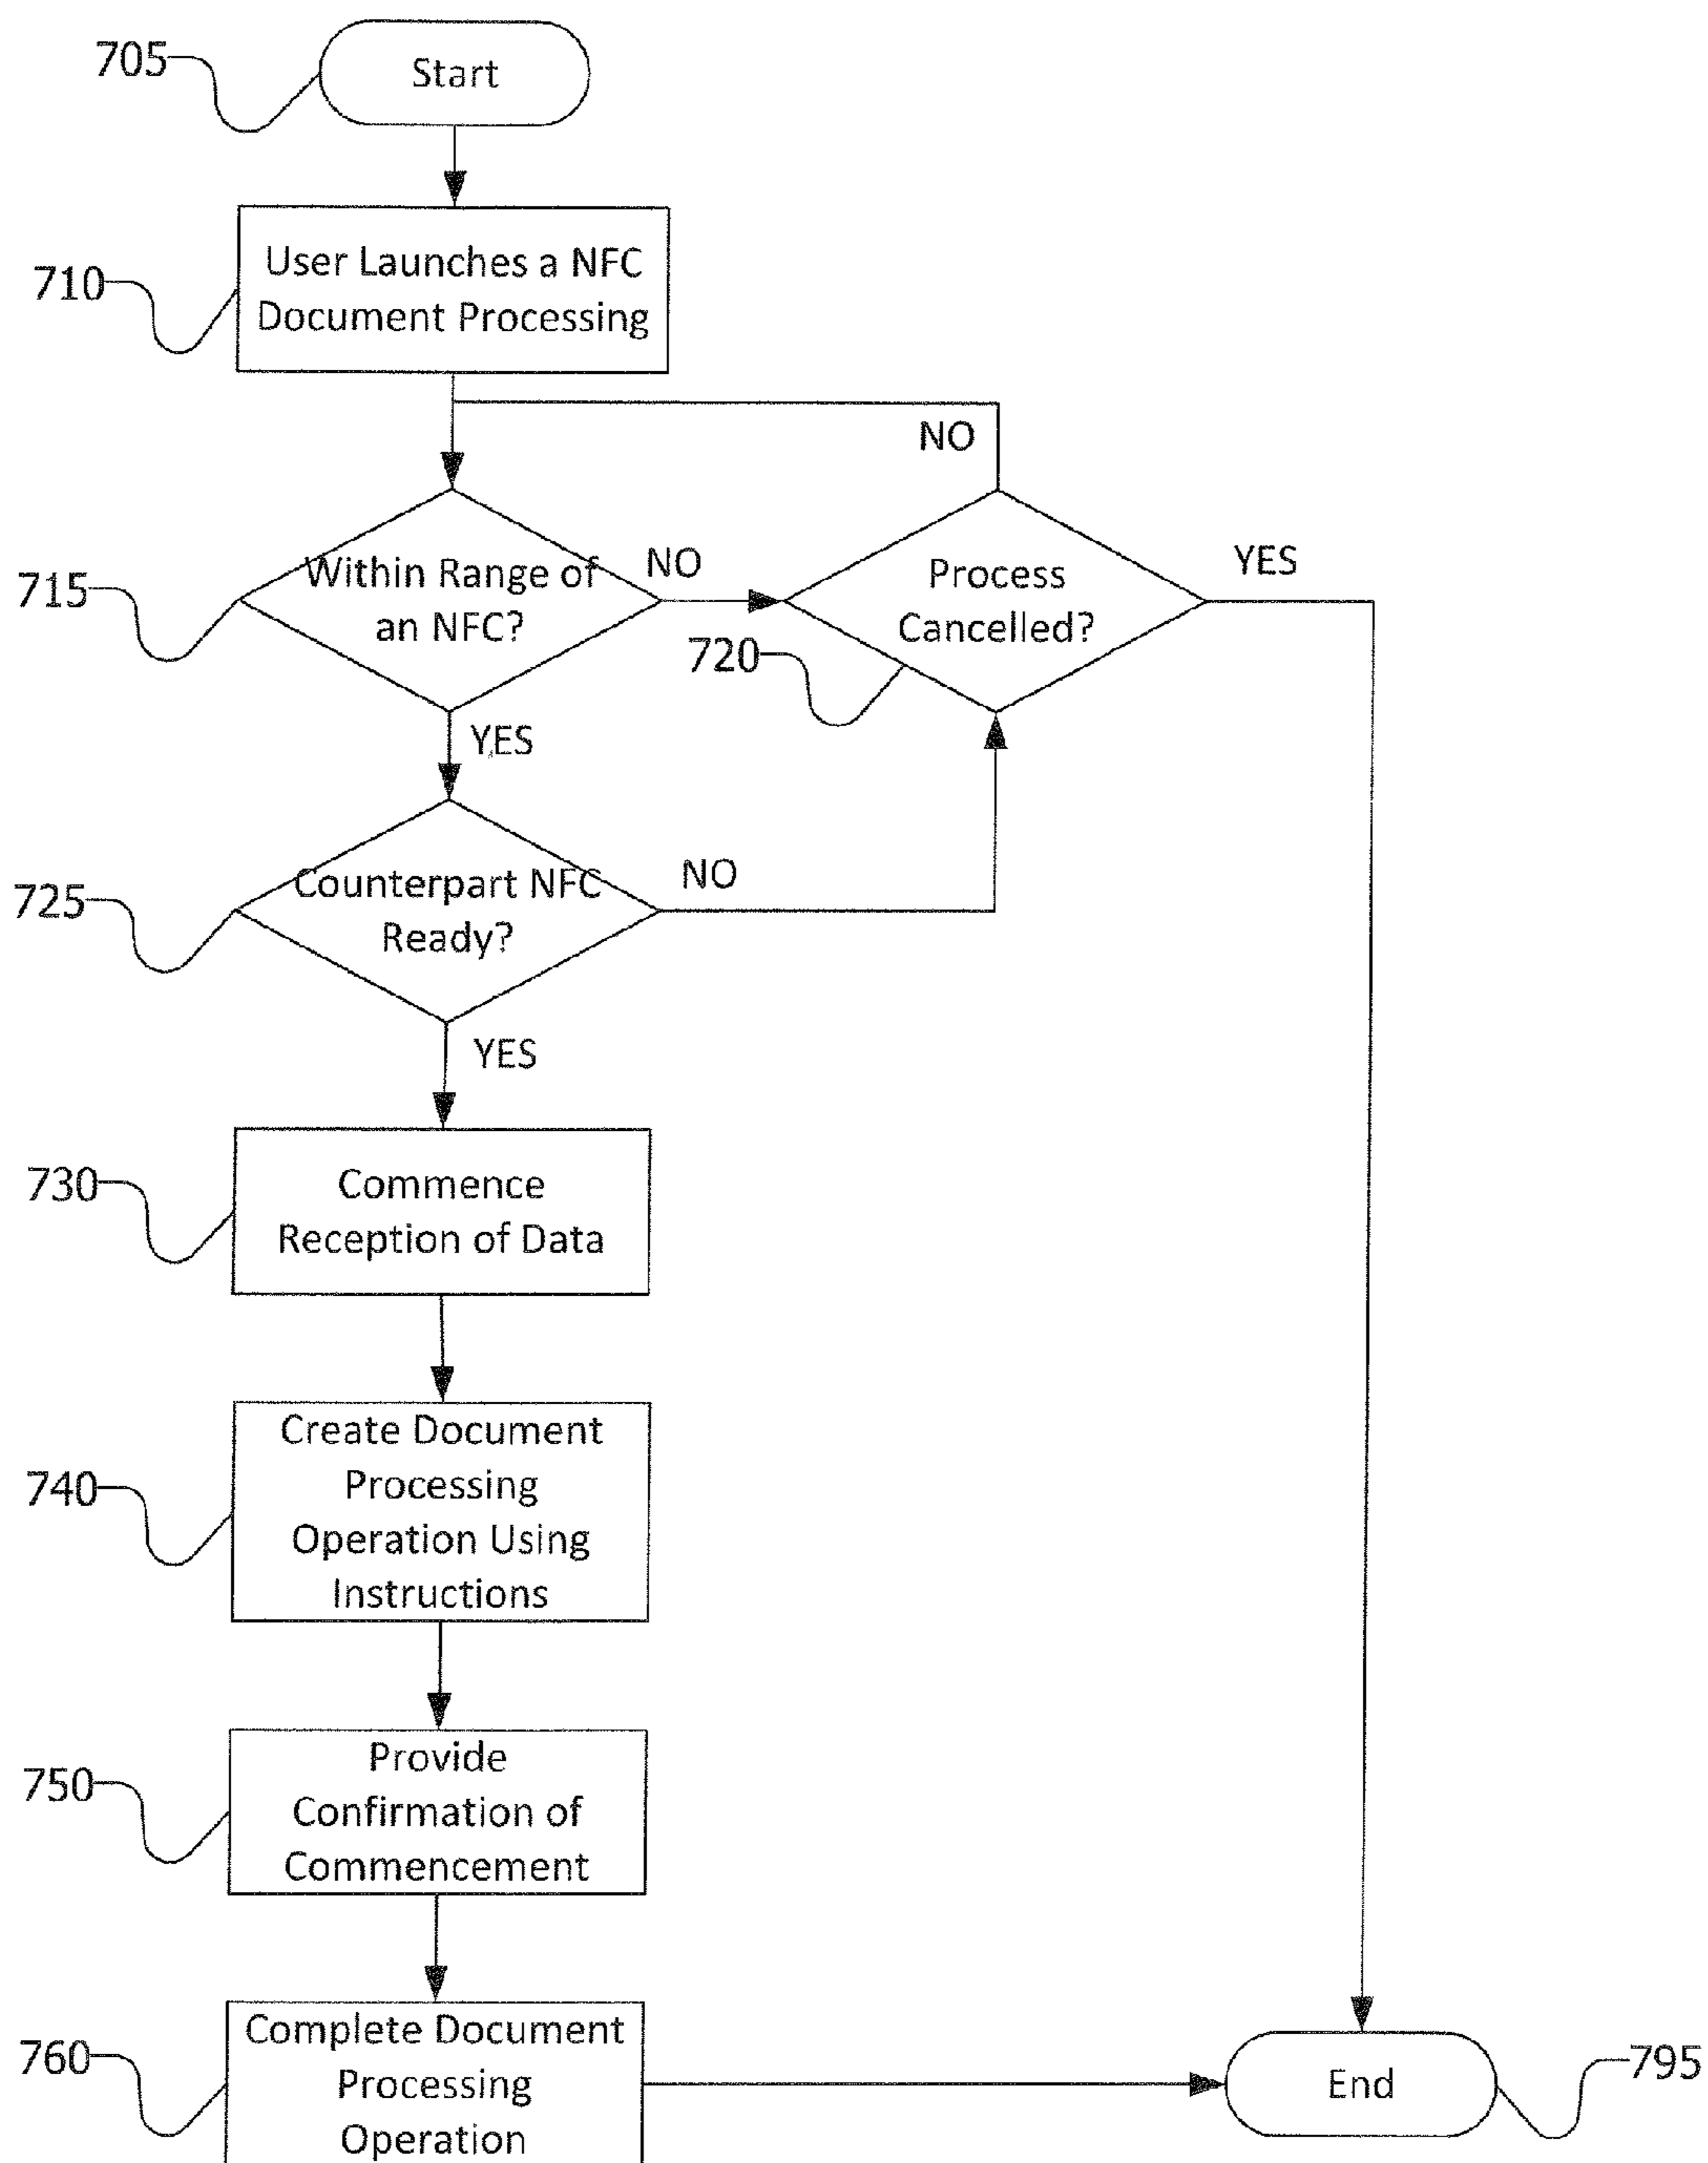 705
Start
710
User Launches a NFC
Document Processing
NO
715
Within Range of
an NFC?
NO
Process
Cancelled?
YES
720
YES
725
Counterpart NFC
Ready?
NO
YES
730
Commence
Reception of Data
740
Create Document
Processing
Operation Using
Instructions
750
Provide
Confirmation of
Commencement
760
Complete Document
Processing
Operation
End
795